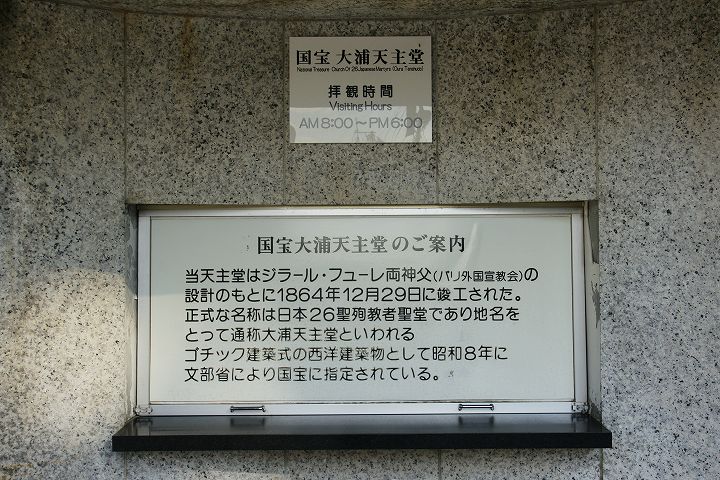 国宝 大浦天主堂
National Treasure Church Of 26 Japanese Martyrs (Oura Tenshudo)
拝観時間
Visiting Hours
AM8:00～PM6:00
国宝大浦天主堂のご案内
当天主堂はジラール・フューレ両神父(パリ外国宣教会)の
設計のもとに1864年12月29日に竣工された。
正式な名称は日本26聖殉教者聖堂であり地名を
とって通称大浦天主堂といわれる
ゴチック建築式の西洋建築物として昭和8年に
文部省により国宝に指定されている。